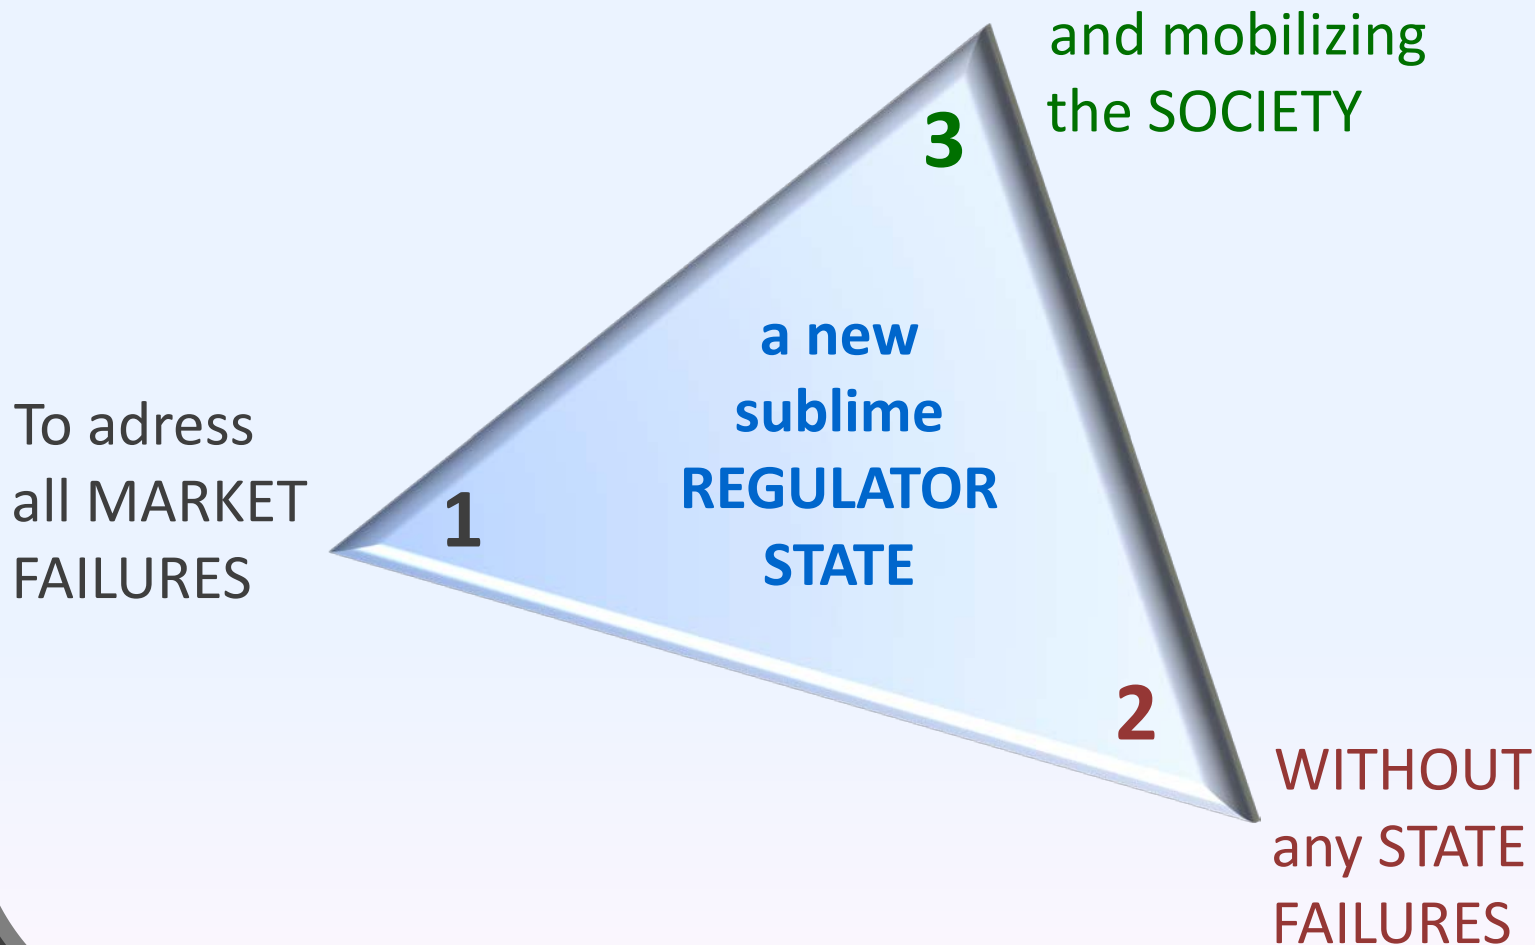 To adress
all MARKET
FAILURES
1
WITHOUT
any STATE
FAILURES
2
and mobilizing
the SOCIETY
3
a new
sublime
REGULATOR
STATE